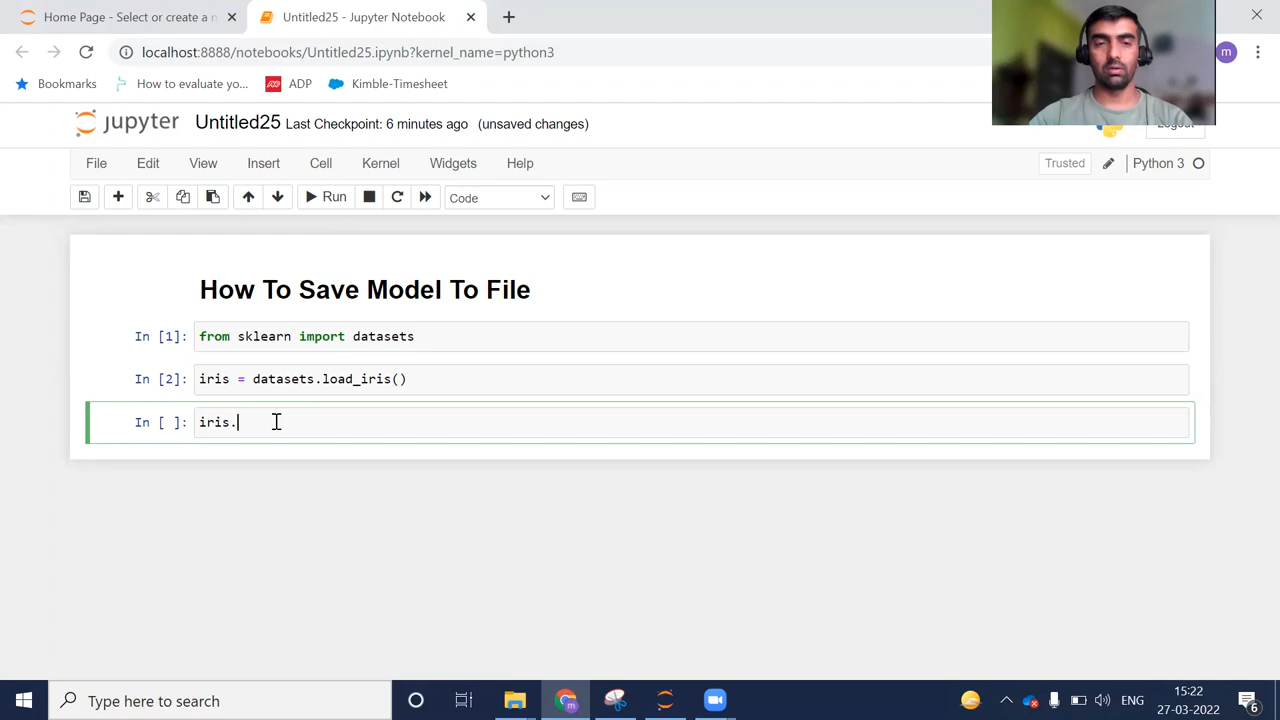 Home Page - Select or create a n
Untitled25 - Jupyter Notebook
localhost:8888/notebooks/Untitled25.ipynb?kernel_name=python3
m
Bookmarks
How to evaluate yo...
ADP
Kimble-Timesheet
jupyter
Untitled25 Last Checkpoint: 6 minutes ago (unsaved changes)
Logout
File
Edit
View
Insert
Cell
Kernel
Widgets
Help
Trusted
Python 3
Run
Code
How To Save Model To File
In [1]: from sklearn import datasets
In [2]: iris = datasets.load_iris()
In [ ]: iris.
Type here to search
ENG
15:22
27-03-2022
6